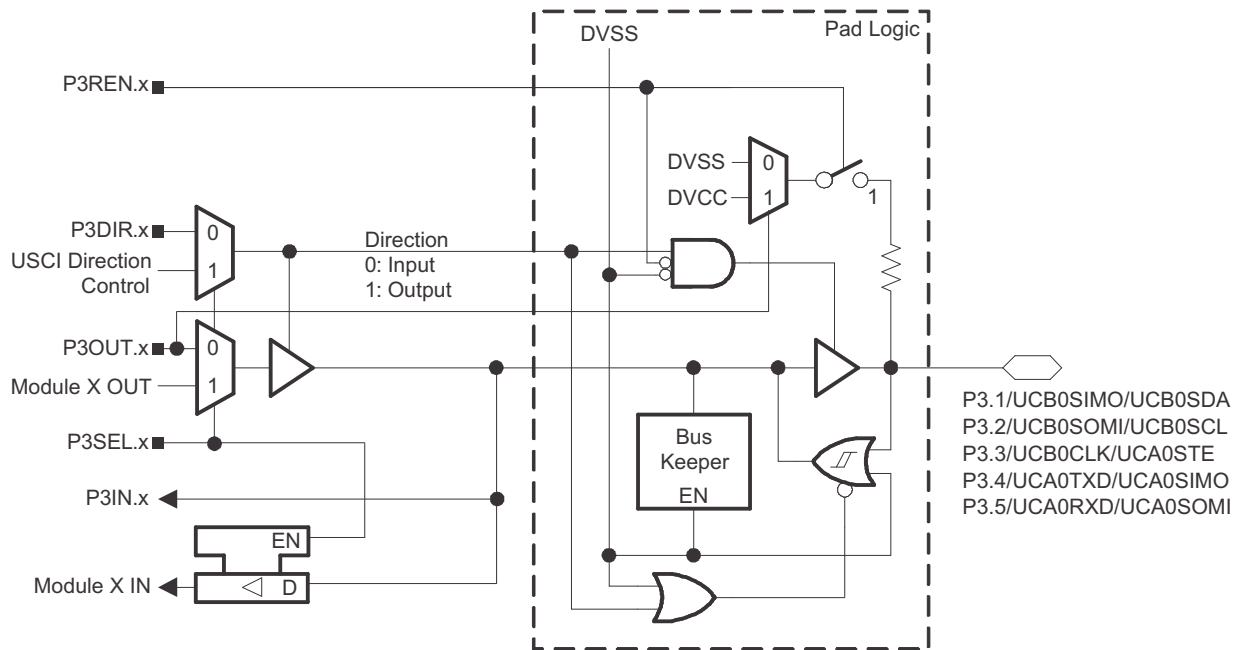 Pad Logic
DVSS
P3REN.x
DVSS
0
DVCC
1
1
P3DIR.x
0
USCI Direction
Control
1
Direction
0: Input
1: Output
P3OUT.x
0
Module X OUT
1
P3SEL.x
P3IN.x
EN
D
Module X IN
Bus
Keeper
EN
P3.1/UCB0SIMO/UCB0SDA
P3.2/UCB0SOMI/UCB0SCL
P3.3/UCB0CLK/UCA0STE
P3.4/UCA0TXD/UCA0SIMO
P3.5/UCA0RXD/UCA0SOMI